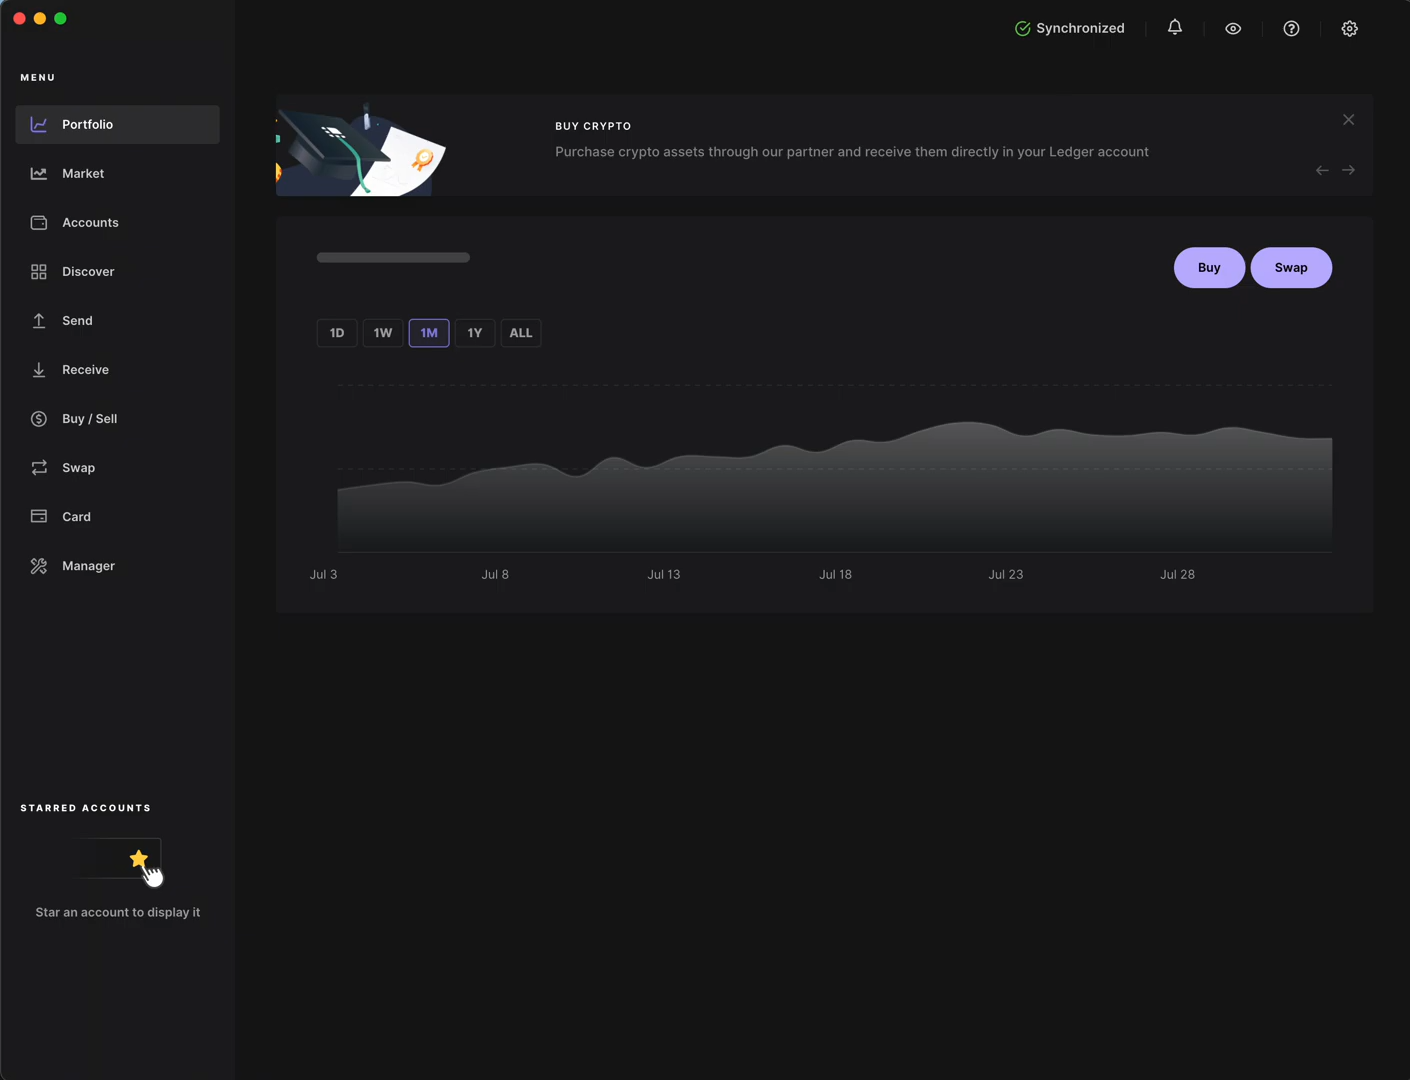 Synchronized
MENU
Portfolio
Market
Accounts
Discover
Send
Receive
Buy / Sell
Swap
Card
Manager
STARRED ACCOUNTS
Star an account to display it
BUY CRYPTO
Purchase crypto assets through our partner and receive them directly in your Ledger account
Buy Swap
1D 1W 1M 1Y ALL
Jul 3 Jul 8 Jul 13 Jul 18 Jul 23 Jul 28